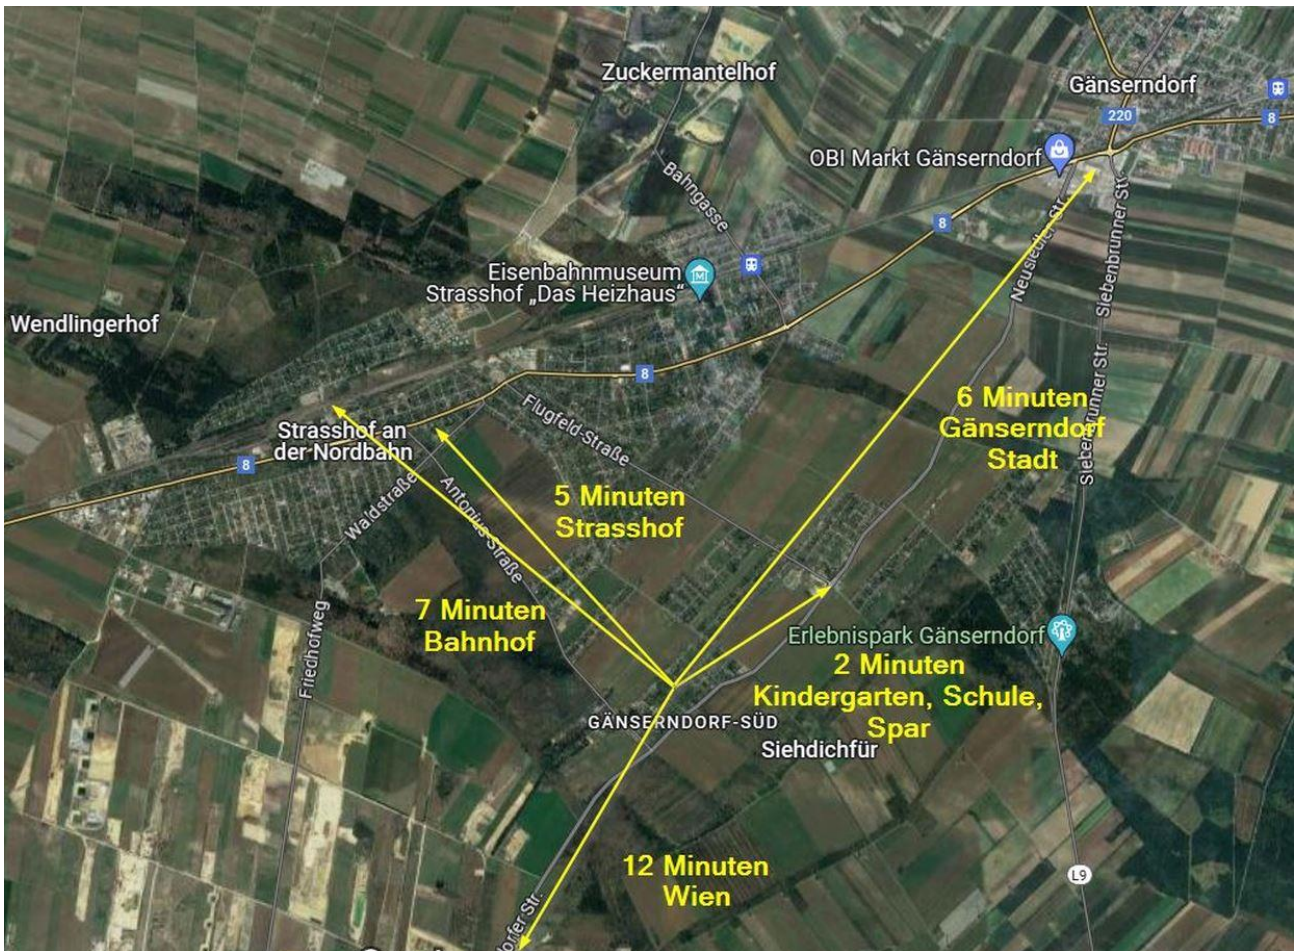 Zuckermantelhof
Gänserndorf
220
8
OBI Markt Gänserndorf
Bahngasse
8
Neusiedler Str.
Siebenbrunner Str.
Eisenbahnmuseum
Strasshof „Das Heizhaus“
Wendlingerhof
8
Siebenbrunner Str.
6 Minuten
Gänserndorf
Stadt
Flugfeld-Straße
Strasshof an
der Nordbahn
8
Waldstraße
Antonius-Straße
5 Minuten
Strasshof
7 Minuten
Bahnhof
Friedhofweg
Erlebnispark Gänserndorf
2 Minuten
Kindergarten, Schule,
Spar
GÄNSERNDORF-SÜD
Siehdichfür
12 Minuten
Wien
L9